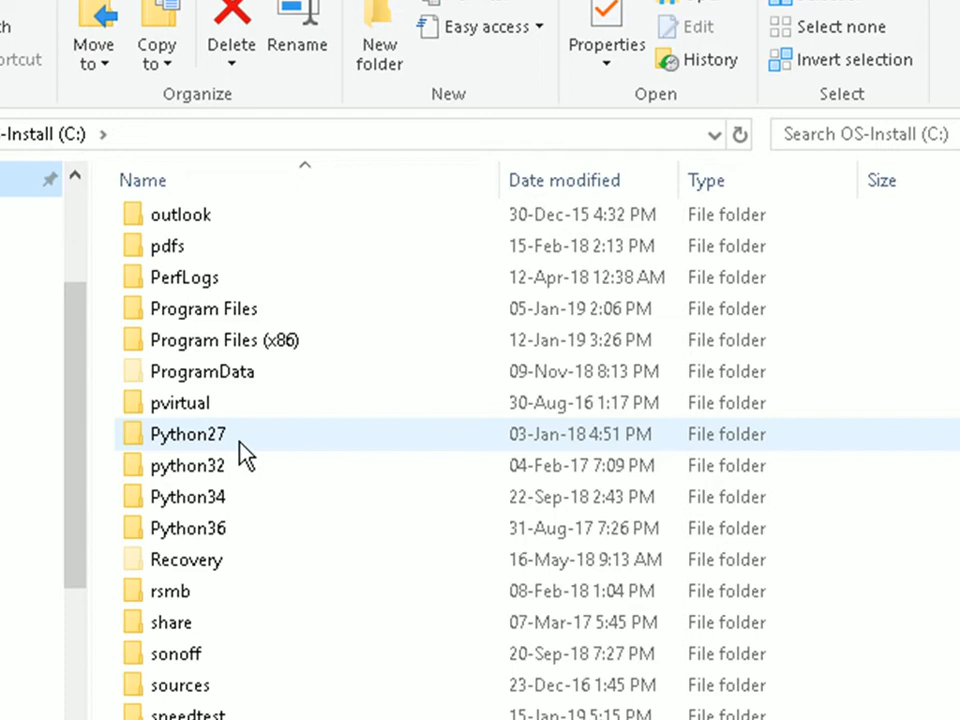 Move to
Copy to
Delete
Rename
New folder
Easy access
Properties
Edit
History
Select none
Invert selection
Organize
New
Open
Select
-Install (C:)
Search OS-Install (C:)
Name Date modified Type Size
outlook 30-Dec-15 4:32 PM File folder
pdfs 15-Feb-18 2:13 PM File folder
PerfLogs 12-Apr-18 12:38 AM File folder
Program Files 05-Jan-19 2:06 PM File folder
Program Files (x86) 12-Jan-19 3:26 PM File folder
ProgramData 09-Nov-18 8:13 PM File folder
pvirtual 30-Aug-16 1:17 PM File folder
Python27 03-Jan-18 4:51 PM File folder
python32 04-Feb-17 7:09 PM File folder
Python34 22-Sep-18 2:43 PM File folder
Python36 31-Aug-17 7:26 PM File folder
Recovery 16-May-18 9:13 AM File folder
rsmb 08-Feb-18 1:04 PM File folder
share 07-Mar-17 5:45 PM File folder
sonoff 20-Sep-18 7:27 PM File folder
sources 23-Dec-16 1:45 PM File folder
speedtest 15-Jan-19 5:15 PM File folder